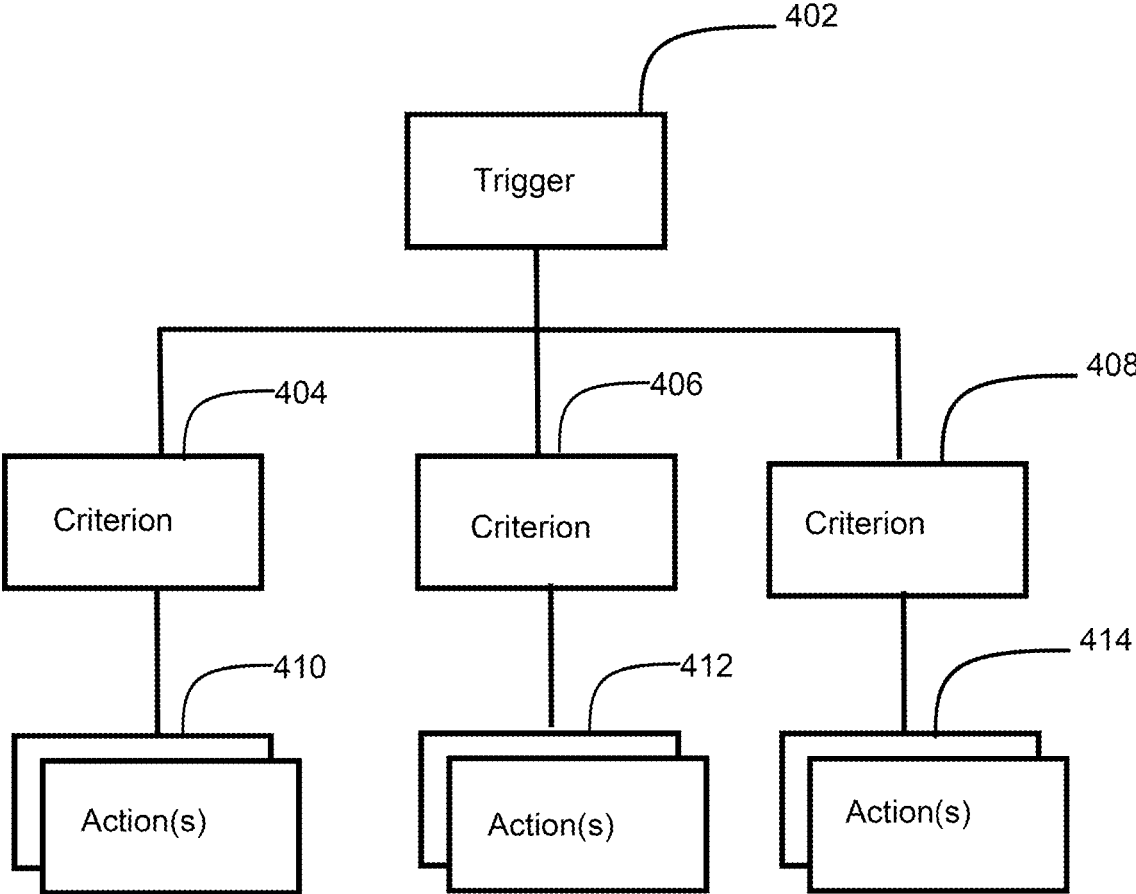 402
Trigger
404
406
408
Criterion
Criterion
Criterion
410
412
414
Action(s)
Action(s)
Action(s)